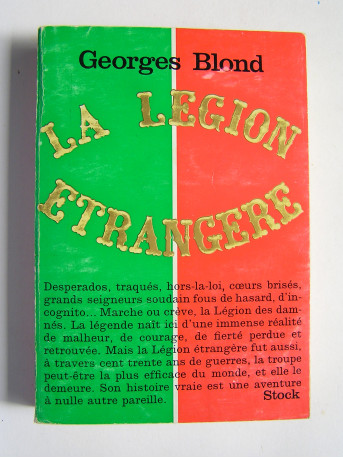 Georges Blond
LA LEGION
ETRANGERE
Desperados, traqués, hors-la-loi, cœurs brisés,
grands seigneurs soudain fous de hasard, d'in-
cognito... Marche ou crève, la Légion des dam-
nés. La légende naît ici d'une immense réalité
de malheur, de courage, de fierté perdue et
retrouvée. Mais la Légion étrangère fut aussi,
à travers cent trente ans de guerres, la troupe
peut-être la plus efficace du monde, et elle le
demeure. Son histoire vraie est une aventure
à nulle autre pareille. Stock